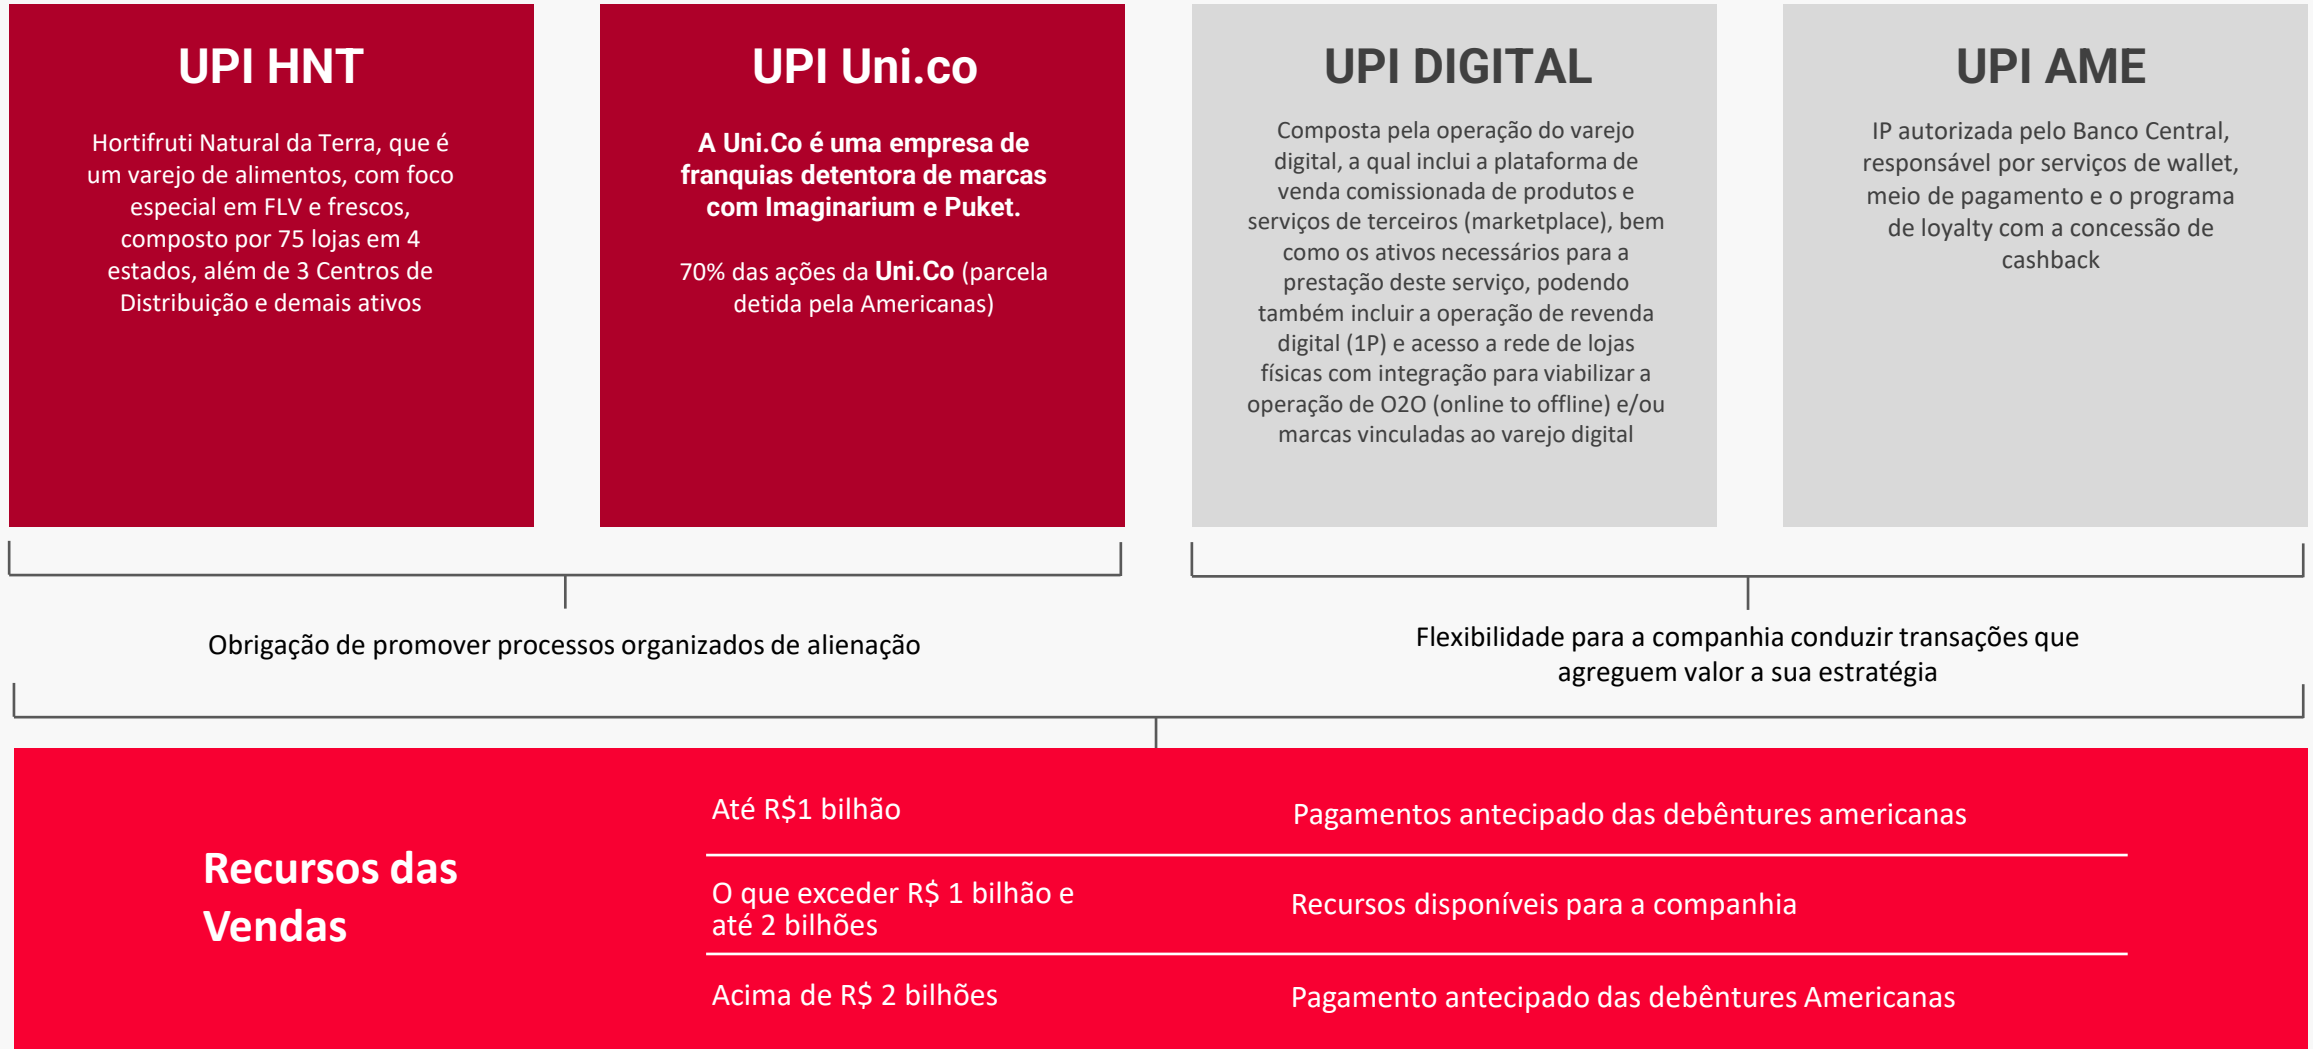 UPI HNT
Hortifruti Natural da Terra, que é
um varejo de alimentos, com foco
especial em FLV e frescos,
composto por 75 lojas em 4
estados, além de 3 Centros de
Distribuição e demais ativos
UPI Uni.co
A Uni.Co é uma empresa de
franquias detentora de marcas
com Imaginarium e Puket.
70% das ações da Uni.Co (parcela
detida pela Americanas)
UPI DIGITAL
Composta pela operação do varejo
digital, a qual inclui a plataforma de
venda comissionada de produtos e
serviços de terceiros (marketplace), bem
como os ativos necessários para a
prestação deste serviço, podendo
também incluir a operação de revenda
digital (1P) e acesso a rede de lojas
físicas com integração para viabilizar a
operação de O2O (online to offline) e/ou
marcas vinculadas ao varejo digital
UPI AME
IP autorizada pelo Banco Central,
responsável por serviços de wallet,
meio de pagamento e o programa
de loyalty com a concessão de
cashback
Obrigação de promover processos organizados de alienação
Flexibilidade para a companhia conduzir transações que
agreguem valor a sua estratégia
Recursos das
Vendas
Até R$1 bilhão
Pagamentos antecipado das debêntures americanas
O que exceder R$ 1 bilhão e
até 2 bilhões
Recursos disponíveis para a companhia
Acima de R$ 2 bilhões
Pagamento antecipado das debêntures Americanas